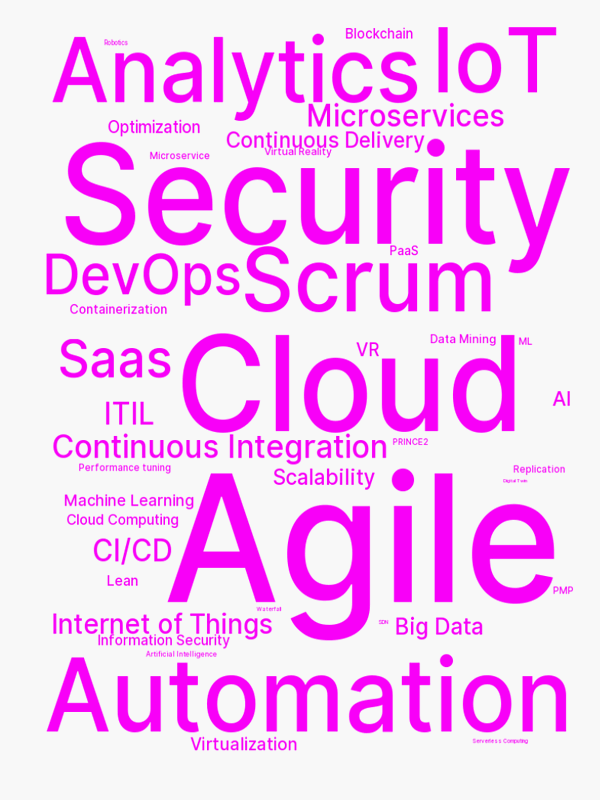 Blockchain
IoT
Robotics
Analytics
Microservices
Optimization
Continuous Delivery
Virtual Reality
Microservice
Security
PaaS
DevOps
Scrum
Containerization
Data Mining
ML
VR
Saas
Cloud
AI
ITIL
PRINCE2
Continuous Integration
Performance tuning
Replication
Scalability
Digital Twin
Machine Learning
Cloud Computing
Agile
CI/CD
Lean
PMP
Waterfall
Internet of Things
SDN
Big Data
Information Security
Artificial Intelligence
Automation
Virtualization
Serverless Computing